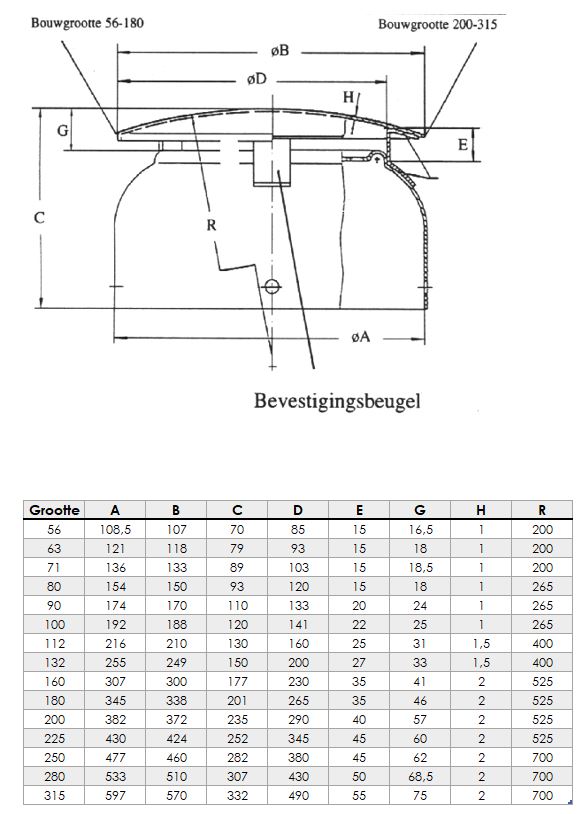 Bouwgrootte 56-180
Bouwgrootte 200-315
øB
øD
H
G
E
C
R
øA
Bevestigingsbeugel
Grootte A B C D E G H R
56 108,5 107 70 85 15 16,5 1 200
63 121 118 79 93 15 18 1 200
71 136 133 89 103 15 18,5 1 200
80 154 150 93 120 15 18 1 265
90 174 170 110 133 20 24 1 265
100 192 188 120 141 22 25 1 265
112 216 210 130 160 25 31 1,5 400
132 255 249 150 200 27 33 1,5 400
160 307 300 177 230 35 41 2 525
180 345 338 201 265 35 46 2 525
200 382 372 235 290 40 57 2 525
225 430 424 252 345 45 60 2 525
250 477 460 282 380 45 62 2 700
280 533 510 307 430 50 68,5 2 700
315 597 570 332 490 55 75 2 700